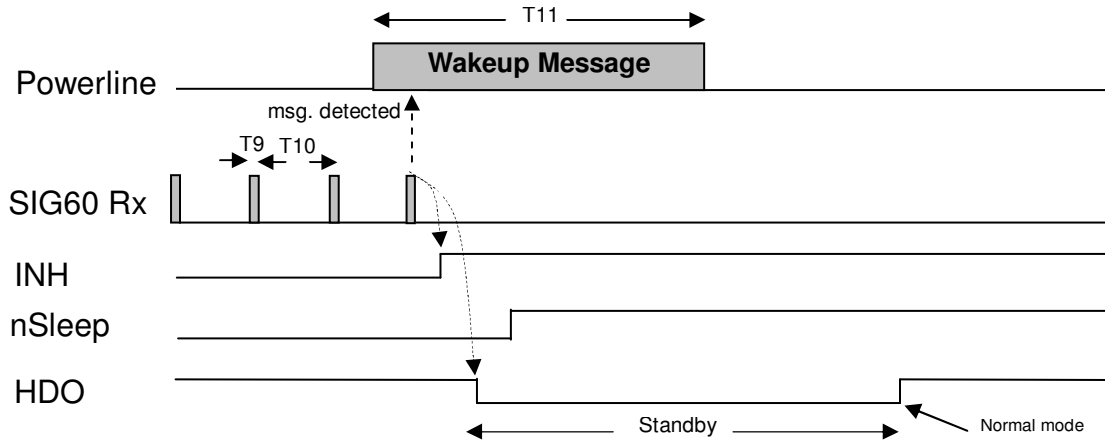 T11
Wakeup Message
Powerline
msg. detected
T9
T10
SIG60 Rx
INH
nSleep
HDO
Standby
Normal mode